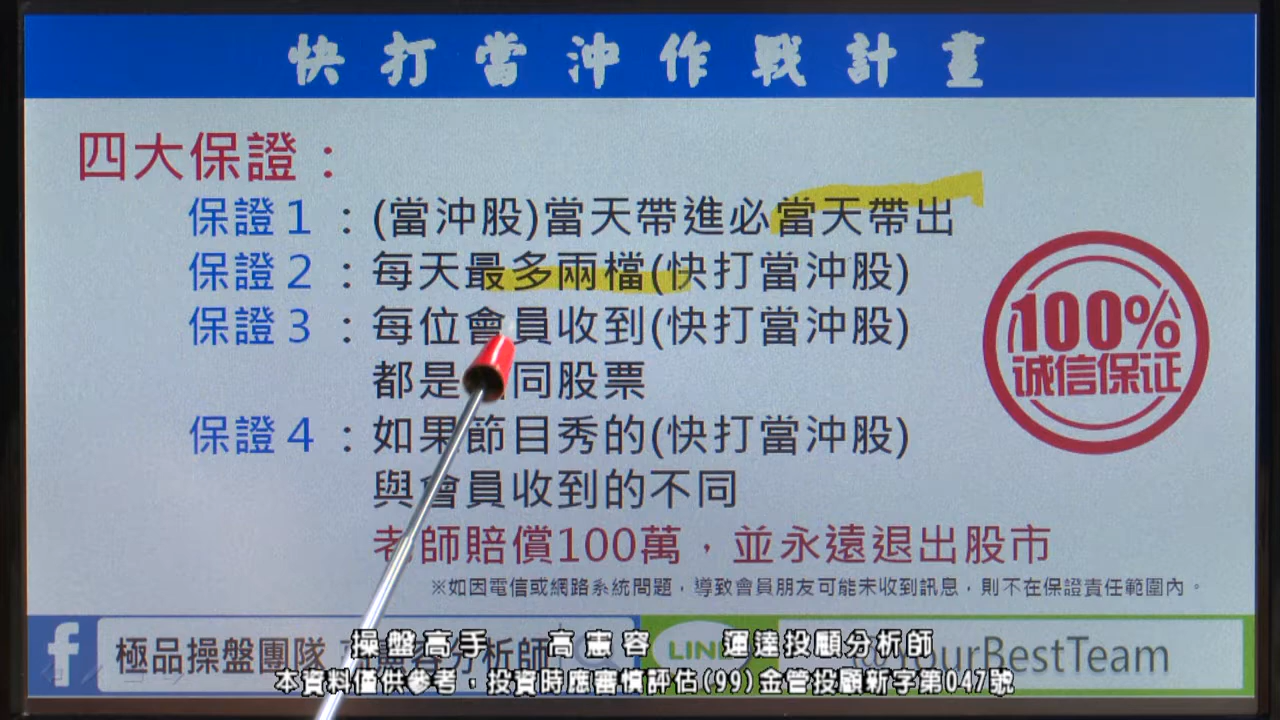 快打當沖作戰計畫
四大保證：
保證1：(當沖股)當天帶進必當天帶出
保證2：每天最多兩檔(快打當沖股)
保證3：每位會員收到(快打當沖股)
都是 同股票
100%
诚信保证
保證4：如果節目秀的(快打當沖股)
與會員收到的不同
老師賠償100萬，並永遠退出股市
※如因電信或網路系統問題，導致會員朋友可能未收到訊息，則不在保證責任範圍內。
f 極品操盤團隊 分析師
LINE YourBestTeam
操盤高手 高憲容 運達投顧分析師
本資料僅供參考，投資時應審慎評估(99)金管投顧新字第047號